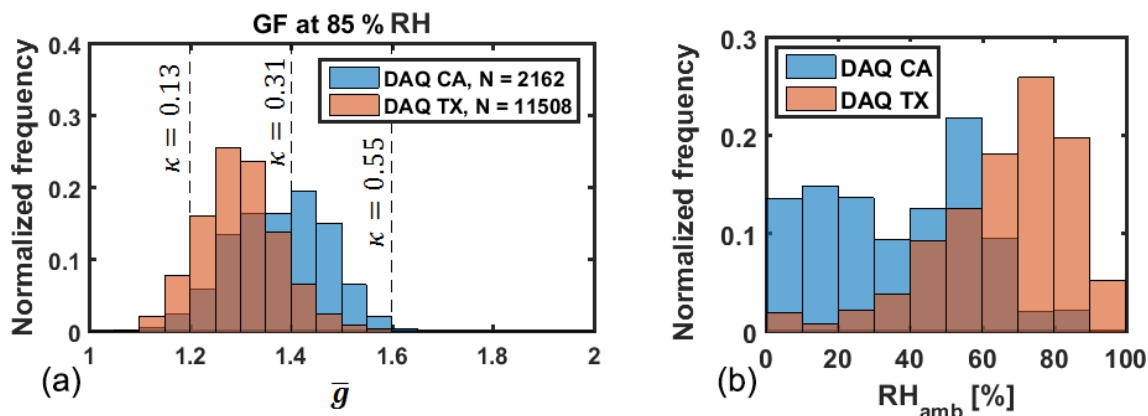 GF at 85 % RH
Normalized frequency
0.4
0.3
0.2
0.1
0
κ = 0.13
κ = 0.31
κ = 0.55
DAQ CA, N = 2162
DAQ TX, N = 11508
1
1.2
1.4
1.6
1.8
2
(a)
g̅
Normalized frequency
0.3
0.2
0.1
0
DAQ CA
DAQ TX
0
20
40
60
80
100
(b)
RH_amb [%]